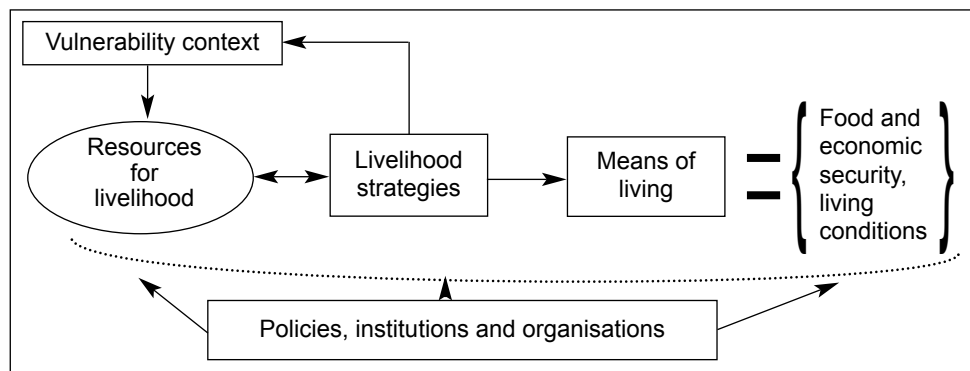 Vulnerability context
Resources
for
livelihood
Livelihood
strategies
Means of
living
Food and
economic
security,
living
conditions
Policies, institutions and organisations